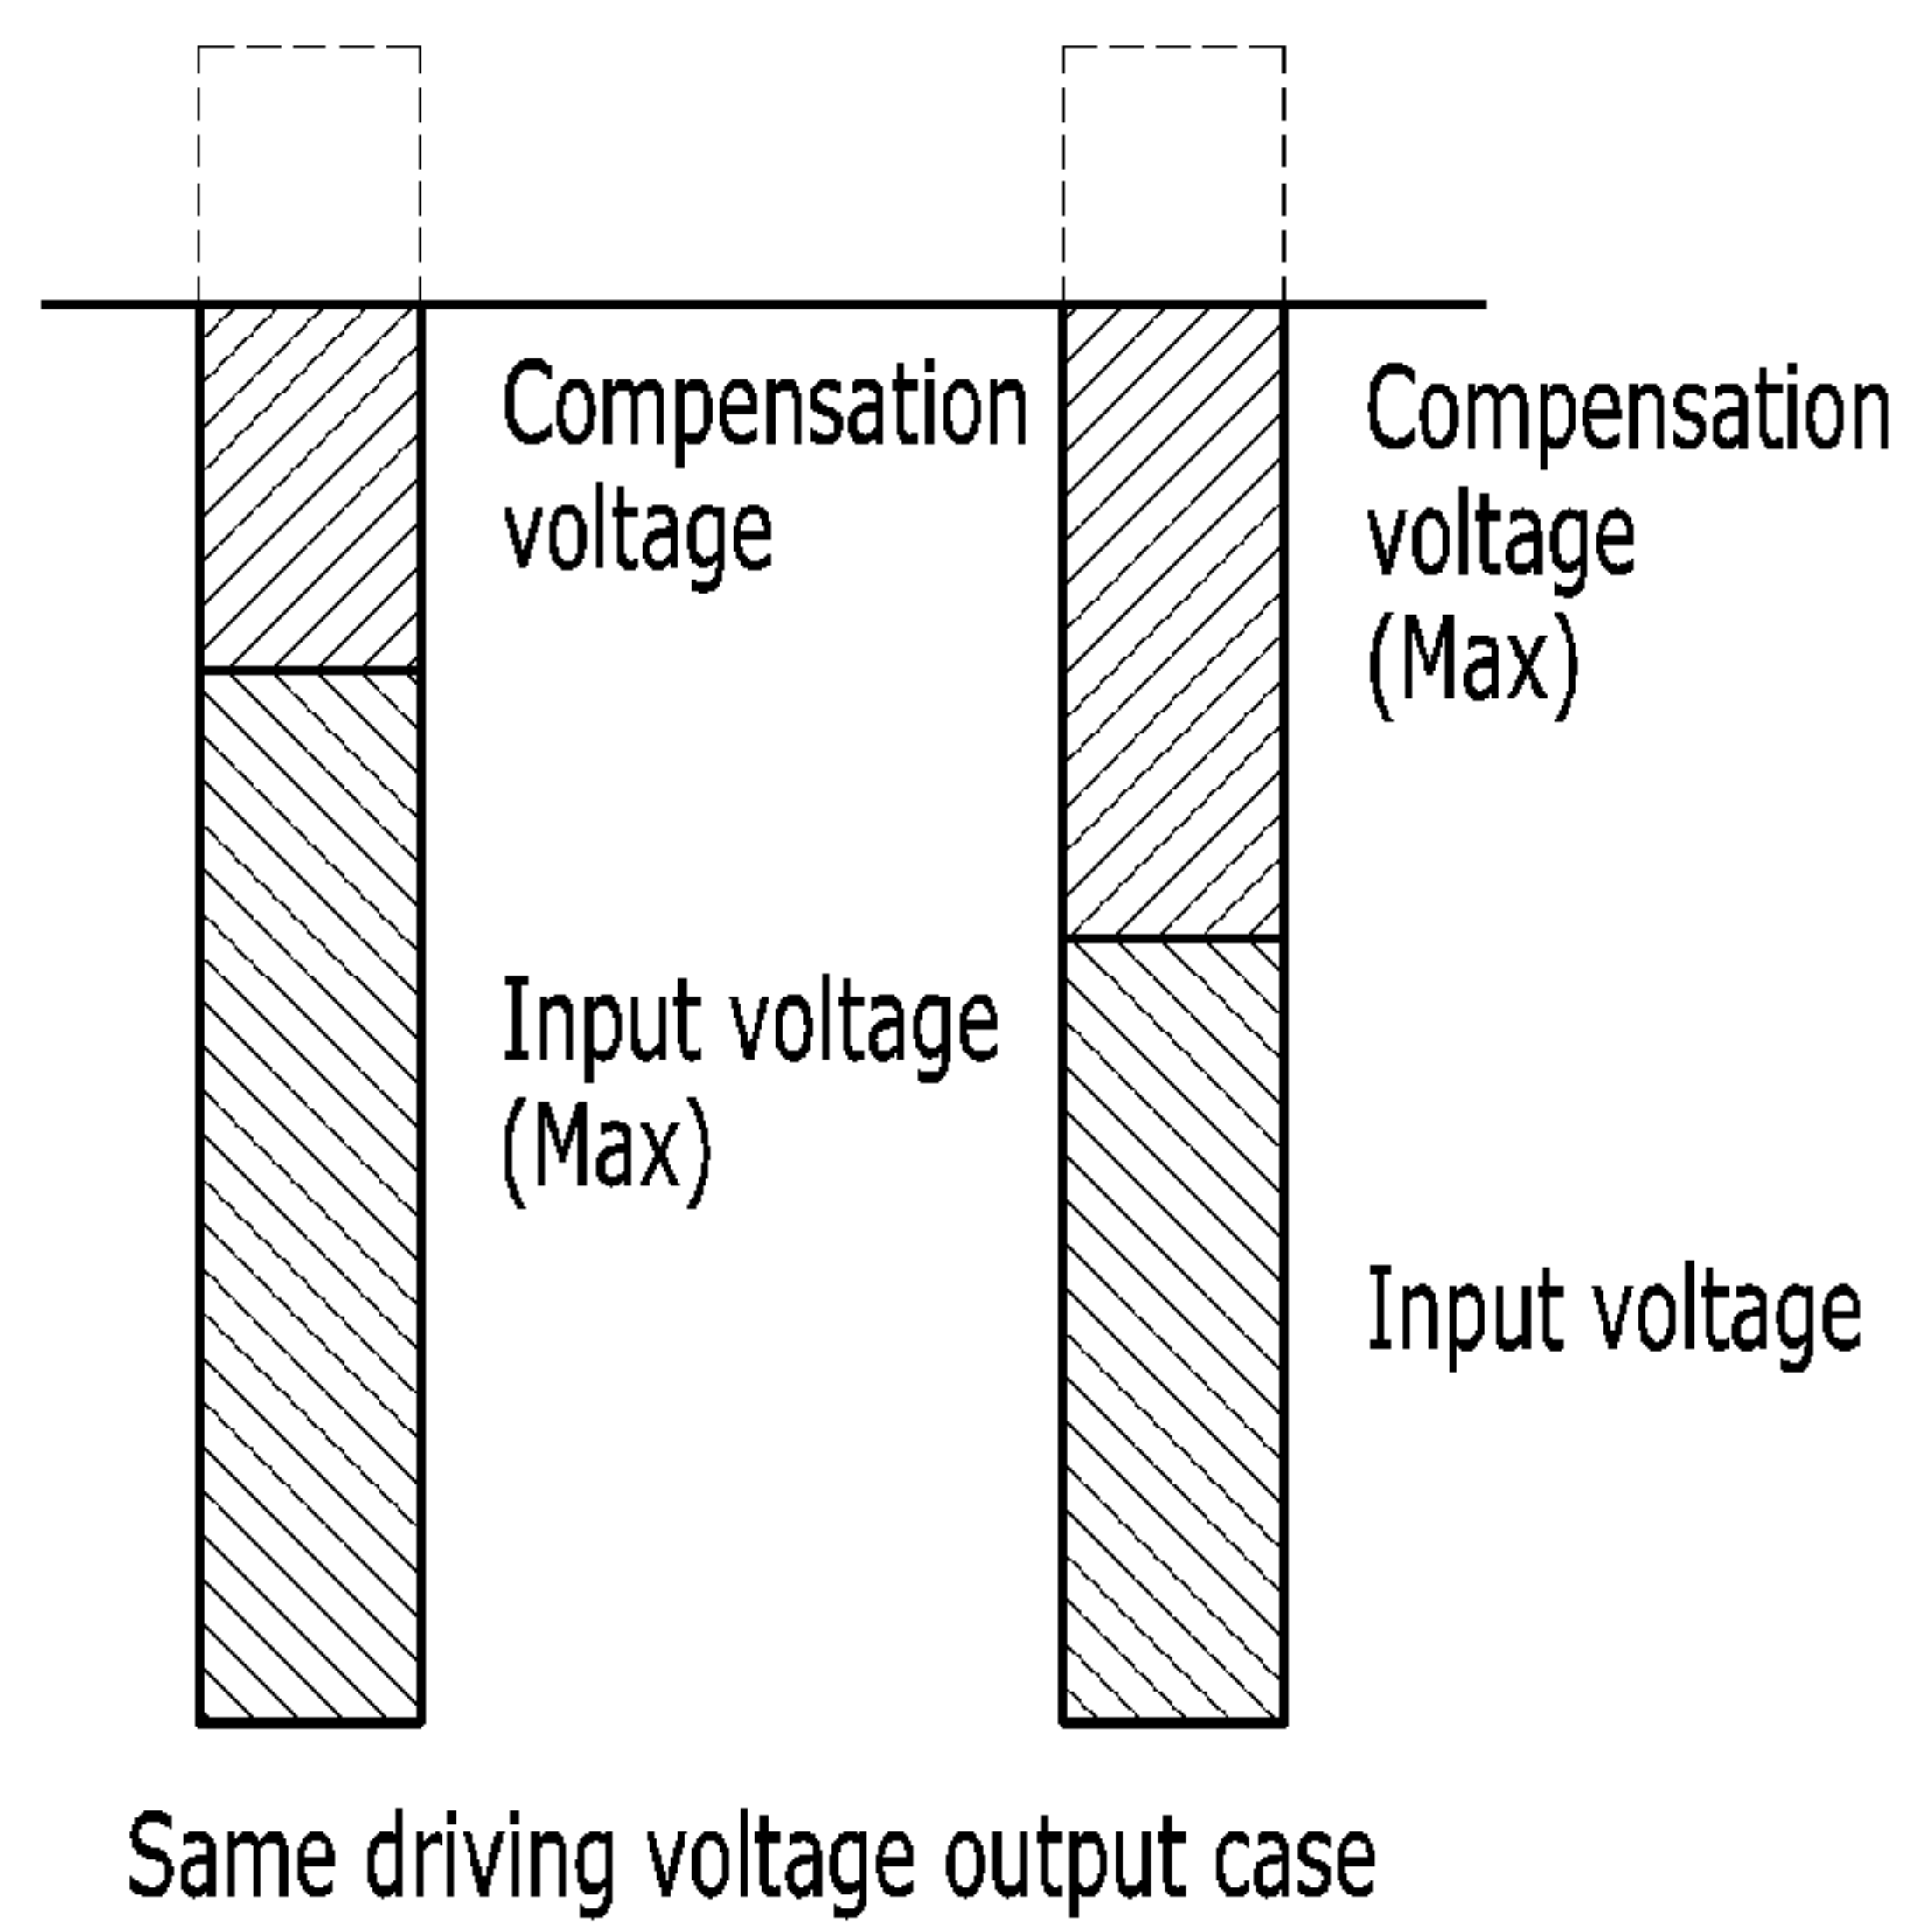 Compensation
voltage
Input voltage
(Max)
Compensation
voltage
(Max)
Input voltage
Same driving voltage output case